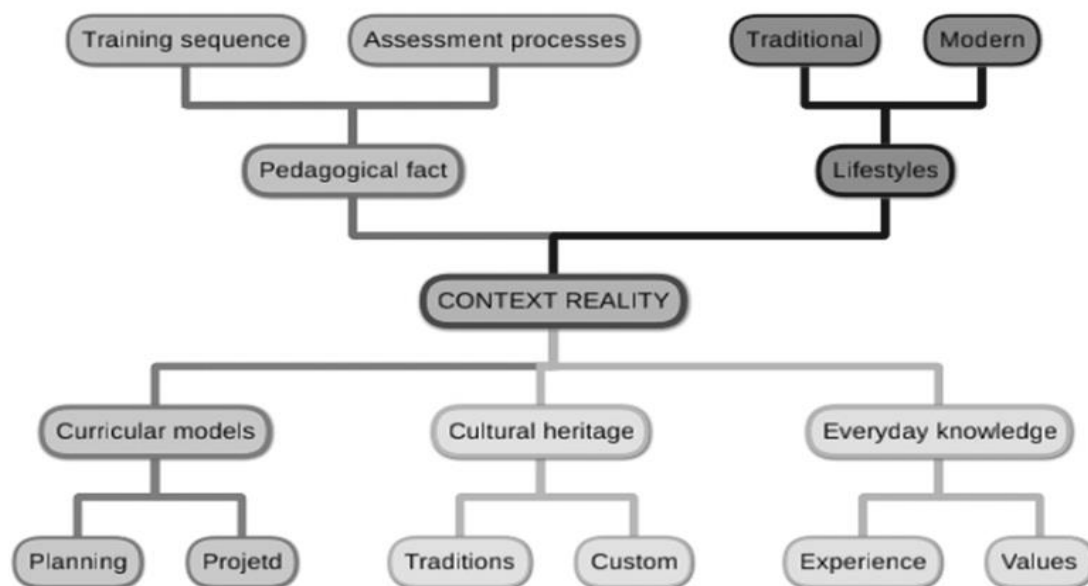 Training sequence
Assessment processes
Traditional
Modern
Pedagogical fact
Lifestyles
CONTEXT REALITY
Curricular models
Cultural heritage
Everyday knowledge
Planning
Projetd
Traditions
Custom
Experience
Values